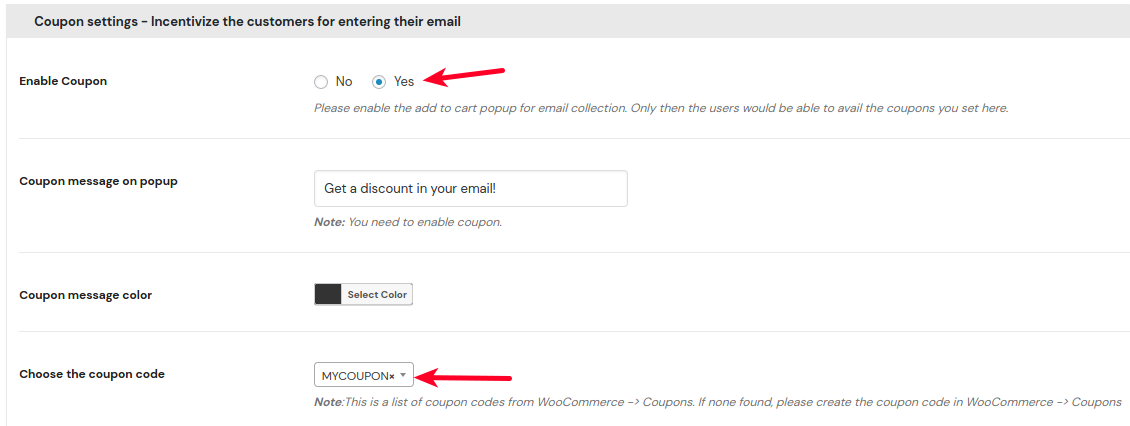 Coupon settings - Incentivize the customers for entering their email
Enable Coupon
No Yes
Please enable the add to cart popup for email collection. Only then the users would be able to avail the coupons you set here.
Coupon message on popup
Get a discount in your email!
Note: You need to enable coupon.
Coupon message color
Select Color
Choose the coupon code
MYCOUPON×
Note:This is a list of coupon codes from WooCommerce -> Coupons. If none found, please create the coupon code in WooCommerce -> Coupons